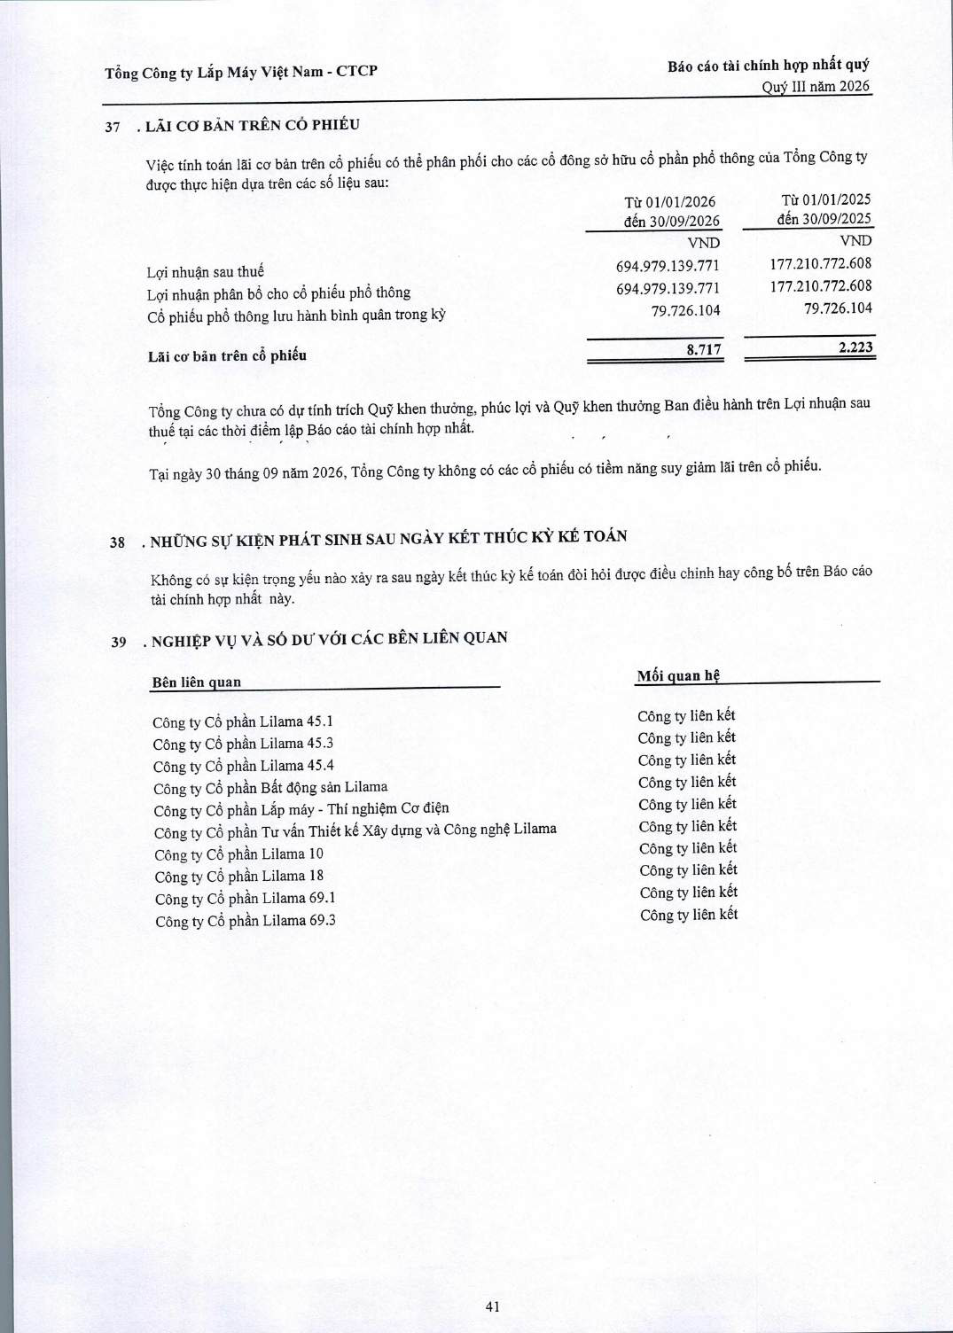 Tổng Công ty Lắp Máy Việt Nam - CTCP
Báo cáo tài chính hợp nhất quý
Quý III năm 2026
37 . LÃI CƠ BẢN TRÊN CỔ PHIẾU
Việc tính toán lãi cơ bản trên cổ phiếu có thể phân phối cho các cổ đông sở hữu cổ phần phổ thông của Tổng Công ty
được thực hiện dựa trên các số liệu sau:
Từ 01/01/2026 Từ 01/01/2025
đến 30/09/2026 đến 30/09/2025
VND VND
Lợi nhuận sau thuế 694.979.139.771 177.210.772.608
Lợi nhuận phân bổ cho cổ phiếu phổ thông 694.979.139.771 177.210.772.608
Cổ phiếu phổ thông lưu hành bình quân trong kỳ 79.726.104 79.726.104
Lãi cơ bản trên cổ phiếu 8.717 2.223
Tổng Công ty chưa có dự tính trích Quỹ khen thưởng, phúc lợi và Quỹ khen thưởng Ban điều hành trên Lợi nhuận sau
thuế tại các thời điểm lập Báo cáo tài chính hợp nhất.
Tại ngày 30 tháng 09 năm 2026, Tổng Công ty không có các cổ phiếu có tiềm năng suy giảm lãi trên cổ phiếu.
38 . NHỮNG SỰ KIỆN PHÁT SINH SAU NGÀY KẾT THÚC KỲ KẾ TOÁN
Không có sự kiện trọng yếu nào xảy ra sau ngày kết thúc kỳ kế toán đòi hỏi được điều chỉnh hay công bố trên Báo cáo
tài chính hợp nhất này.
39 . NGHIỆP VỤ VÀ SỐ DƯ VỚI CÁC BÊN LIÊN QUAN
Bên liên quan Mối quan hệ
Công ty Cổ phần Lilama 45.1 Công ty liên kết
Công ty Cổ phần Lilama 45.3 Công ty liên kết
Công ty Cổ phần Lilama 45.4 Công ty liên kết
Công ty Cổ phần Bất động sản Lilama Công ty liên kết
Công ty Cổ phần Lắp máy - Thí nghiệm Cơ điện Công ty liên kết
Công ty Cổ phần Tư vấn Thiết kế Xây dựng và Công nghệ Lilama Công ty liên kết
Công ty Cổ phần Lilama 10 Công ty liên kết
Công ty Cổ phần Lilama 18 Công ty liên kết
Công ty Cổ phần Lilama 69.1 Công ty liên kết
Công ty Cổ phần Lilama 69.3 Công ty liên kết
41